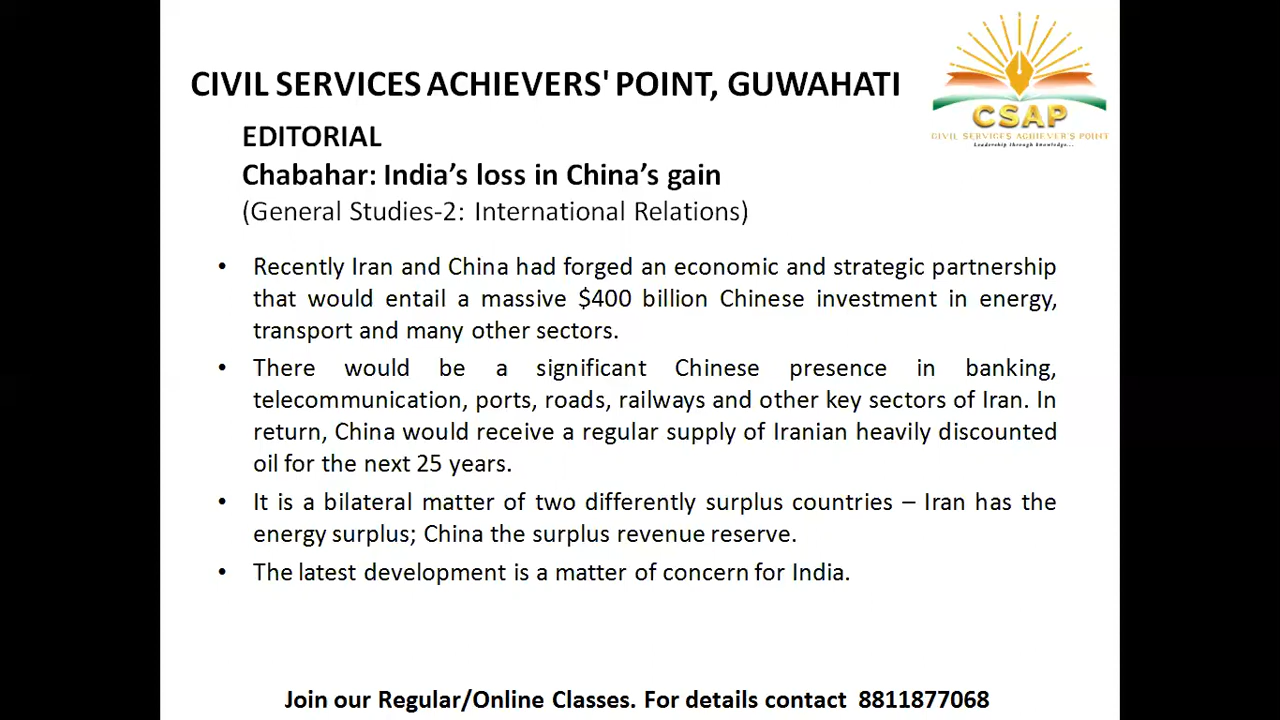 CIVIL SERVICES ACHIEVERS' POINT, GUWAHATI
CSAP
CIVIL SERVICES ACHIEVER'S POINT
Leadership through knowledge...
EDITORIAL
Chabahar: India’s loss in China’s gain
(General Studies-2: International Relations)
• Recently Iran and China had forged an economic and strategic partnership
that would entail a massive $400 billion Chinese investment in energy,
transport and many other sectors.
• There would be a significant Chinese presence in banking,
telecommunication, ports, roads, railways and other key sectors of Iran. In
return, China would receive a regular supply of Iranian heavily discounted
oil for the next 25 years.
• It is a bilateral matter of two differently surplus countries – Iran has the
energy surplus; China the surplus revenue reserve.
• The latest development is a matter of concern for India.
Join our Regular/Online Classes. For details contact 8811877068